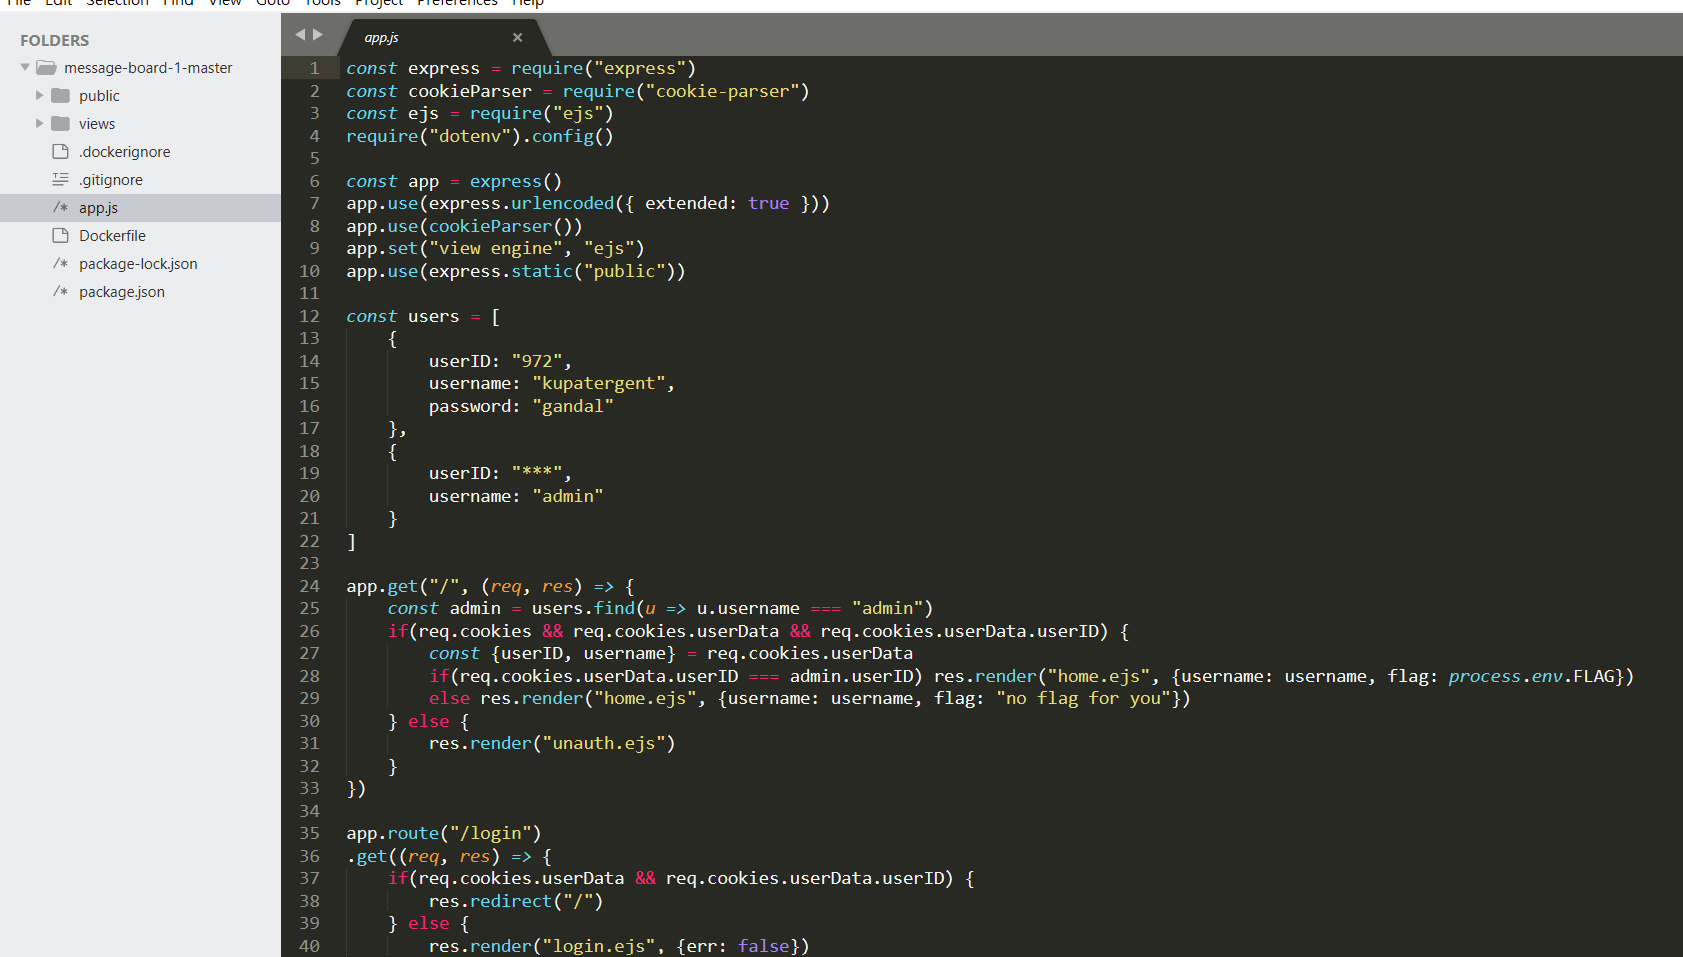 File Edit Selection Find View Goto Tools Project Preferences Help
FOLDERS
message-board-1-master
public
views
.dockerignore
.gitignore
app.js
Dockerfile
package-lock.json
package.json
app.js
1 const express = require("express")
2 const cookieParser = require("cookie-parser")
3 const ejs = require("ejs")
4 require("dotenv").config()
5
6 const app = express()
7 app.use(express.urlencoded({ extended: true }))
8 app.use(cookieParser())
9 app.set("view engine", "ejs")
10 app.use(express.static("public"))
11
12 const users = [
13 {
14 userID: "972",
15 username: "kupatergent",
16 password: "gandal"
17 },
18 {
19 userID: "***",
20 username: "admin"
21 }
22 ]
23
24 app.get("/", (req, res) => {
25 const admin = users.find(u => u.username === "admin")
26 if(req.cookies && req.cookies.userData && req.cookies.userData.userID) {
27 const {userID, username} = req.cookies.userData
28 if(req.cookies.userData.userID === admin.userID) res.render("home.ejs", {username: username, flag: process.env.FLAG})
29 else res.render("home.ejs", {username: username, flag: "no flag for you"})
30 } else {
31 res.render("unauth.ejs")
32 }
33 })
34
35 app.route("/login")
36 .get((req, res) => {
37 if(req.cookies.userData && req.cookies.userData.userID) {
38 res.redirect("/")
39 } else {
40 res.render("login.ejs", {err: false})